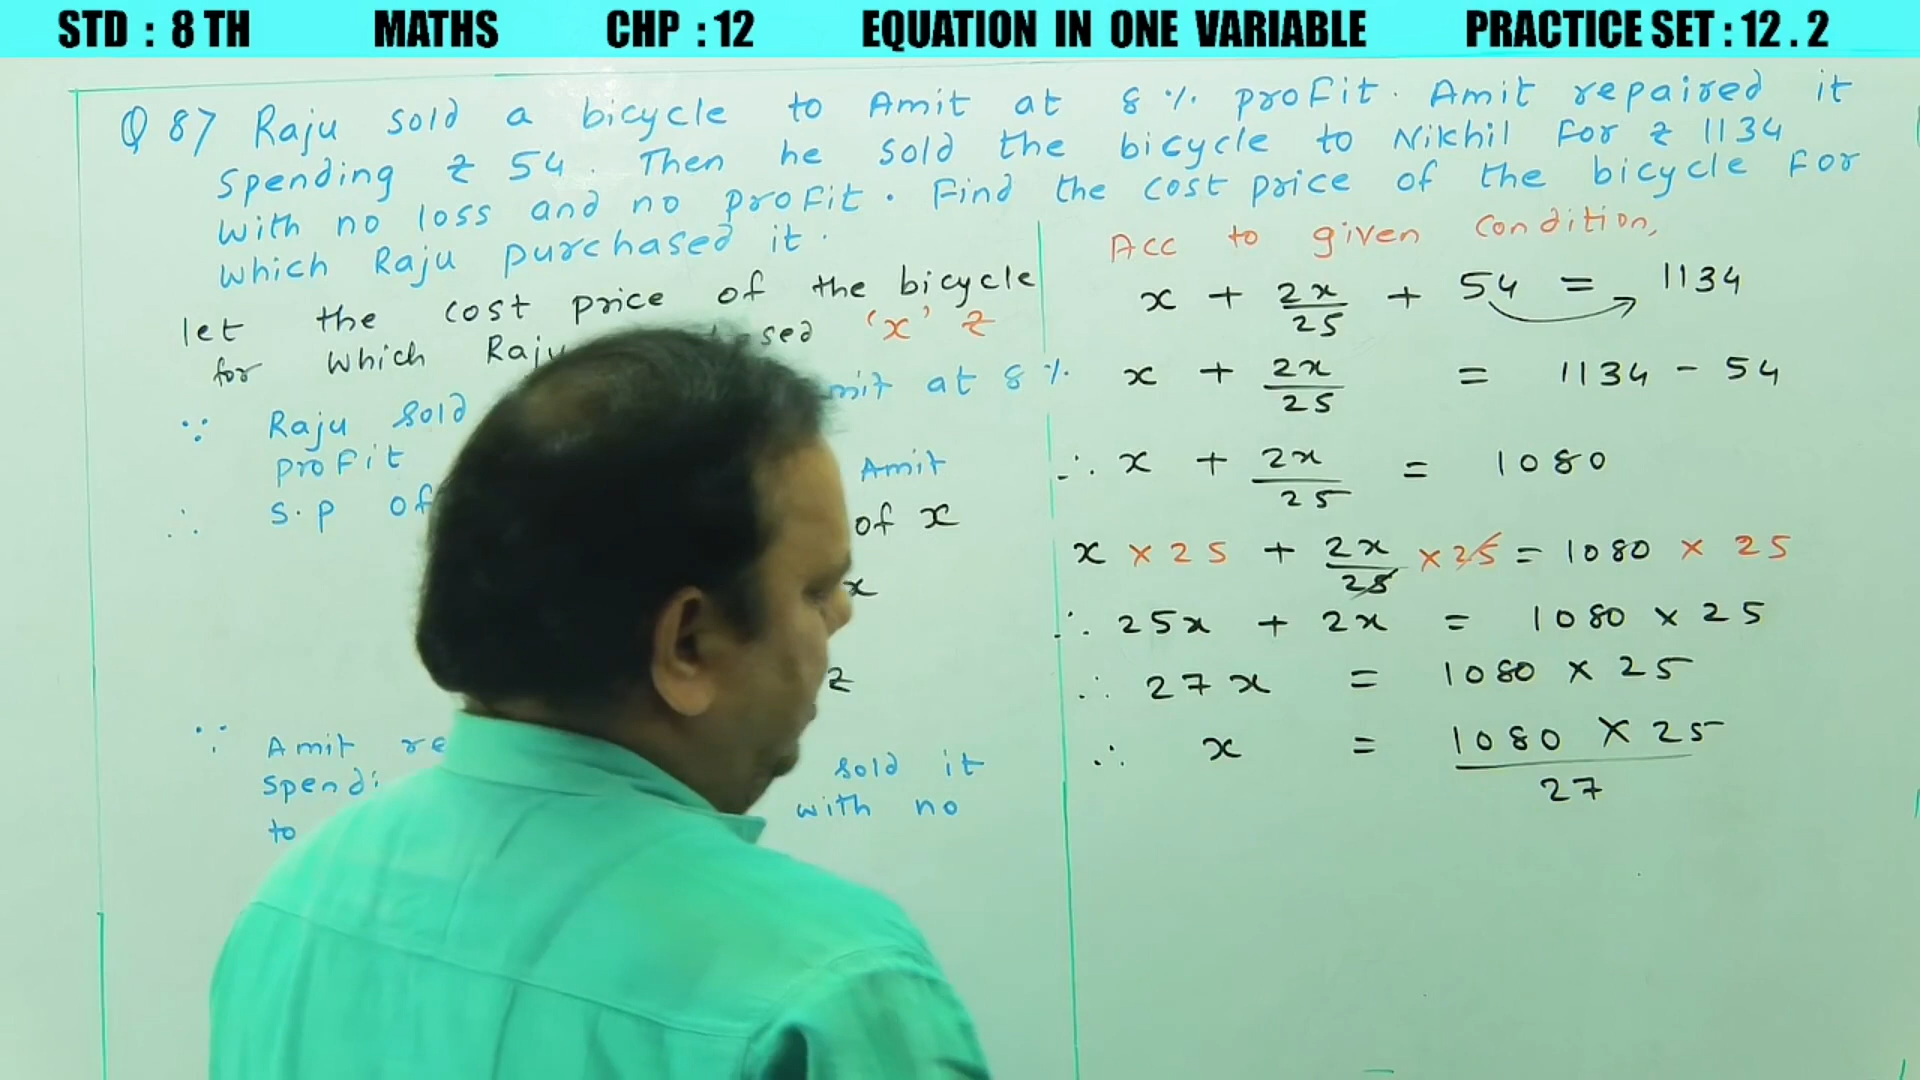 STD : 8 TH MATHS CHP : 12 EQUATION IN ONE VARIABLE PRACTICE SET : 12 . 2
Q 8) Raju sold a bicycle to Amit at 8 % profit. Amit repaired it
spending ₹ 54. Then he sold the bicycle to Nikhil for ₹ 1134
with no loss and no profit. Find the cost price of the bicycle for
which Raju purchased it.
let the cost price of the bicycle
for which Raju 'x' ₹
∵ Raju sold at 8 %
profit Amit
∴ S.P of of x
x
₹
∵ Amit sold it
with no
to
Acc to given condition,
x + 2x/25 + 54 = 1134
x + 2x/25 = 1134 - 54
∴ x + 2x/25 = 1080
x × 25 + 2x/25 × 25 = 1080 × 25
∴ 25x + 2x = 1080 × 25
∴ 27x = 1080 × 25
∴ x = 1080 × 25/27